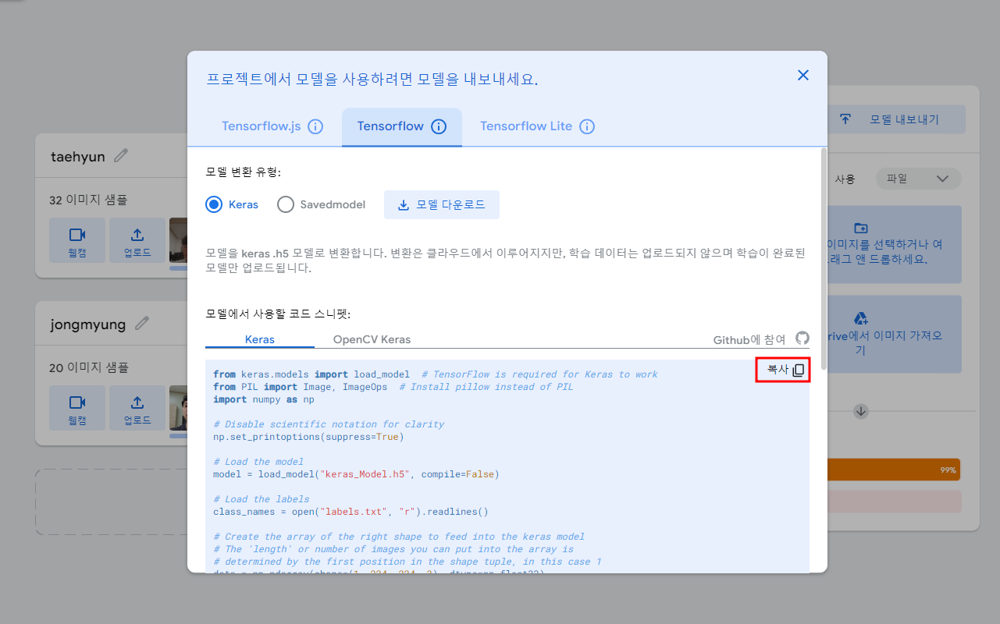 프로젝트에서 모델을 사용하려면 모델을 내보내세요.
Tensorflow.js
Tensorflow
Tensorflow Lite
모델 변환 유형:
Keras
Savedmodel
모델 다운로드
모델을 keras .h5 모델로 변환합니다. 변환은 클라우드에서 이루어지지만, 학습 데이터는 업로드되지 않으며 학습이 완료된
모델만 업로드됩니다.
모델에서 사용할 코드 스니펫:
Keras
OpenCV Keras
Github에 참여
복사
from keras.models import load_model  # TensorFlow is required for Keras to work
from PIL import Image, ImageOps  # Install pillow instead of PIL
import numpy as np
# Disable scientific notation for clarity
np.set_printoptions(suppress=True)
# Load the model
model = load_model("keras_Model.h5", compile=False)
# Load the labels
class_names = open("labels.txt", "r").readlines()
# Create the array of the right shape to feed into the keras model
# The 'length' or number of images you can put into the array is
# determined by the first position in the shape tuple, in this case 1
taehyun
32 이미지 샘플
웹캠
업로드
jongmyung
20 이미지 샘플
웹캠
업로드
모델 내보내기
사용
파일
이미지를 선택하거나 여
드롭하세요.
에서 이미지 가져오
기
99%